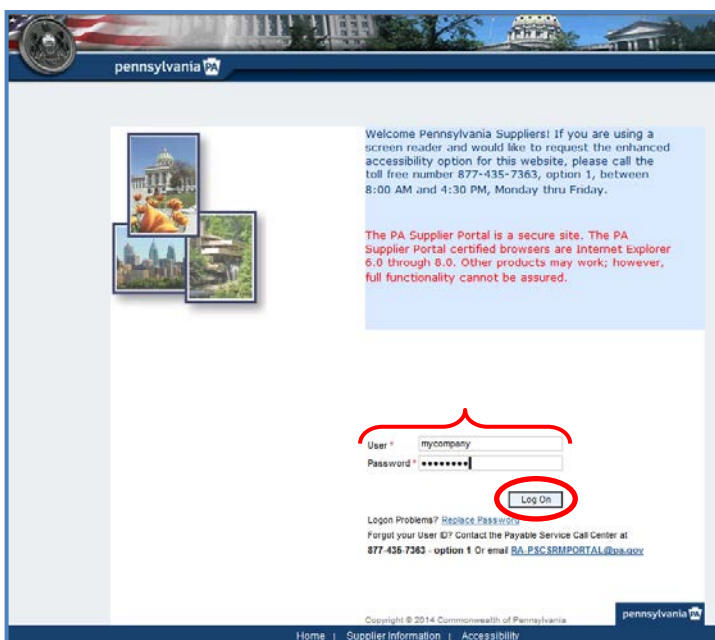 pennsylvania PA
Welcome Pennsylvania Suppliers! If you are using a
screen reader and would like to request the enhanced
accessibility option for this website, please call the
toll free number 877-435-7363, option 1, between
8:00 AM and 4:30 PM, Monday thru Friday.
The PA Supplier Portal is a secure site. The PA
Supplier Portal certified browsers are Internet Explorer
6.0 through 8.0. Other products may work; however,
full functionality cannot be assured.
User * mycompany
Password * ••••••••
Log On
Logon Problems? Replace Password
Forgot your User ID? Contact the Payable Service Call Center at
877-435-7363 - option 1 Or email RA-PSCSRMPORTAL@pa.gov
Copyright © 2014 Commonwealth of Pennsylvania
pennsylvania PA
Home | Supplier Information | Accessibility